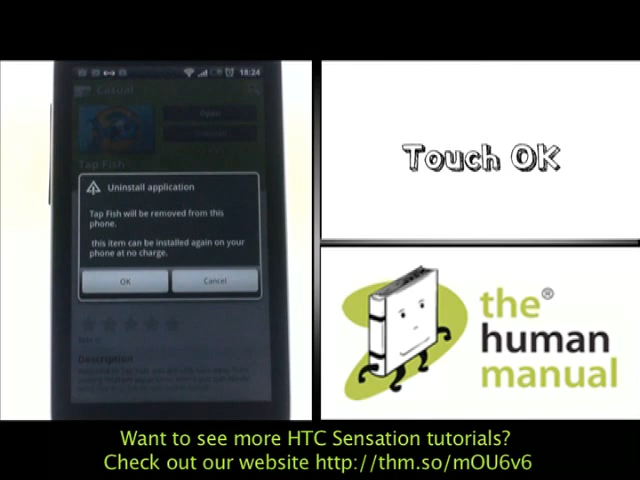 18:24
Casual
Open
Tap Fish
Uninstall application
Tap Fish will be removed from this
phone.
this item can be installed again on your
phone at no charge.
OK
Cancel
Description
Touch OK
the®
human
manual
Want to see more HTC Sensation tutorials?
Check out our website http://thm.so/mOU6v6